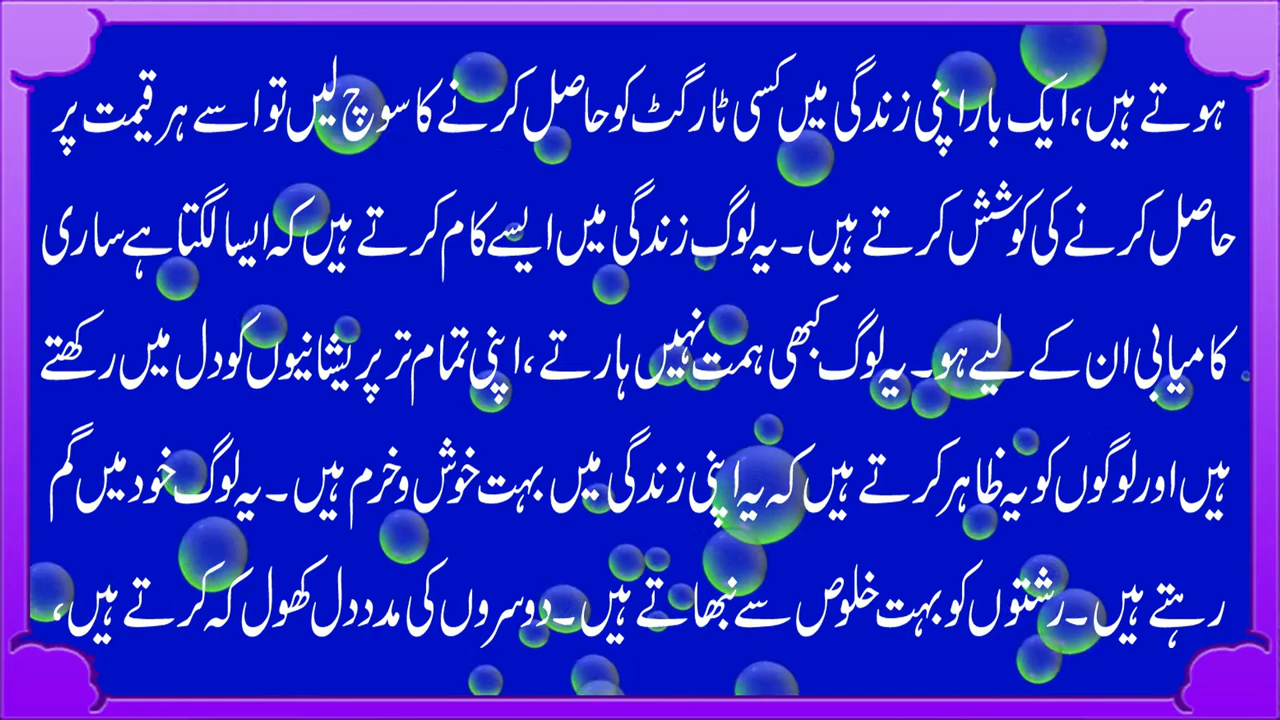 ہوتے ہیں، ایک بار اپنی زندگی میں کسی ٹارگٹ کو حاصل کرنے کا سوچ لیں تو اسے ہر قیمت پر
حاصل کرنے کی کوشش کرتے ہیں۔ یہ لوگ زندگی میں ایسے کام کرتے ہیں کہ ایسا لگتا ہے ساری
کامیابی ان کے لیے ہو۔ یہ لوگ کبھی ہمت نہیں ہارتے، اپنی تمام تر پریشانیوں کو دل میں رکھتے
ہیں اور لوگوں کو یہ ظاہر کرتے ہیں کہ یہ اپنی زندگی میں بہت خوش و خرم ہیں۔ یہ لوگ خود میں گم
رہتے ہیں۔ رشتوں کو بہت خلوص سے نبھاتے ہیں۔ دوسروں کی مدد دل کھول کہ کرتے ہیں،